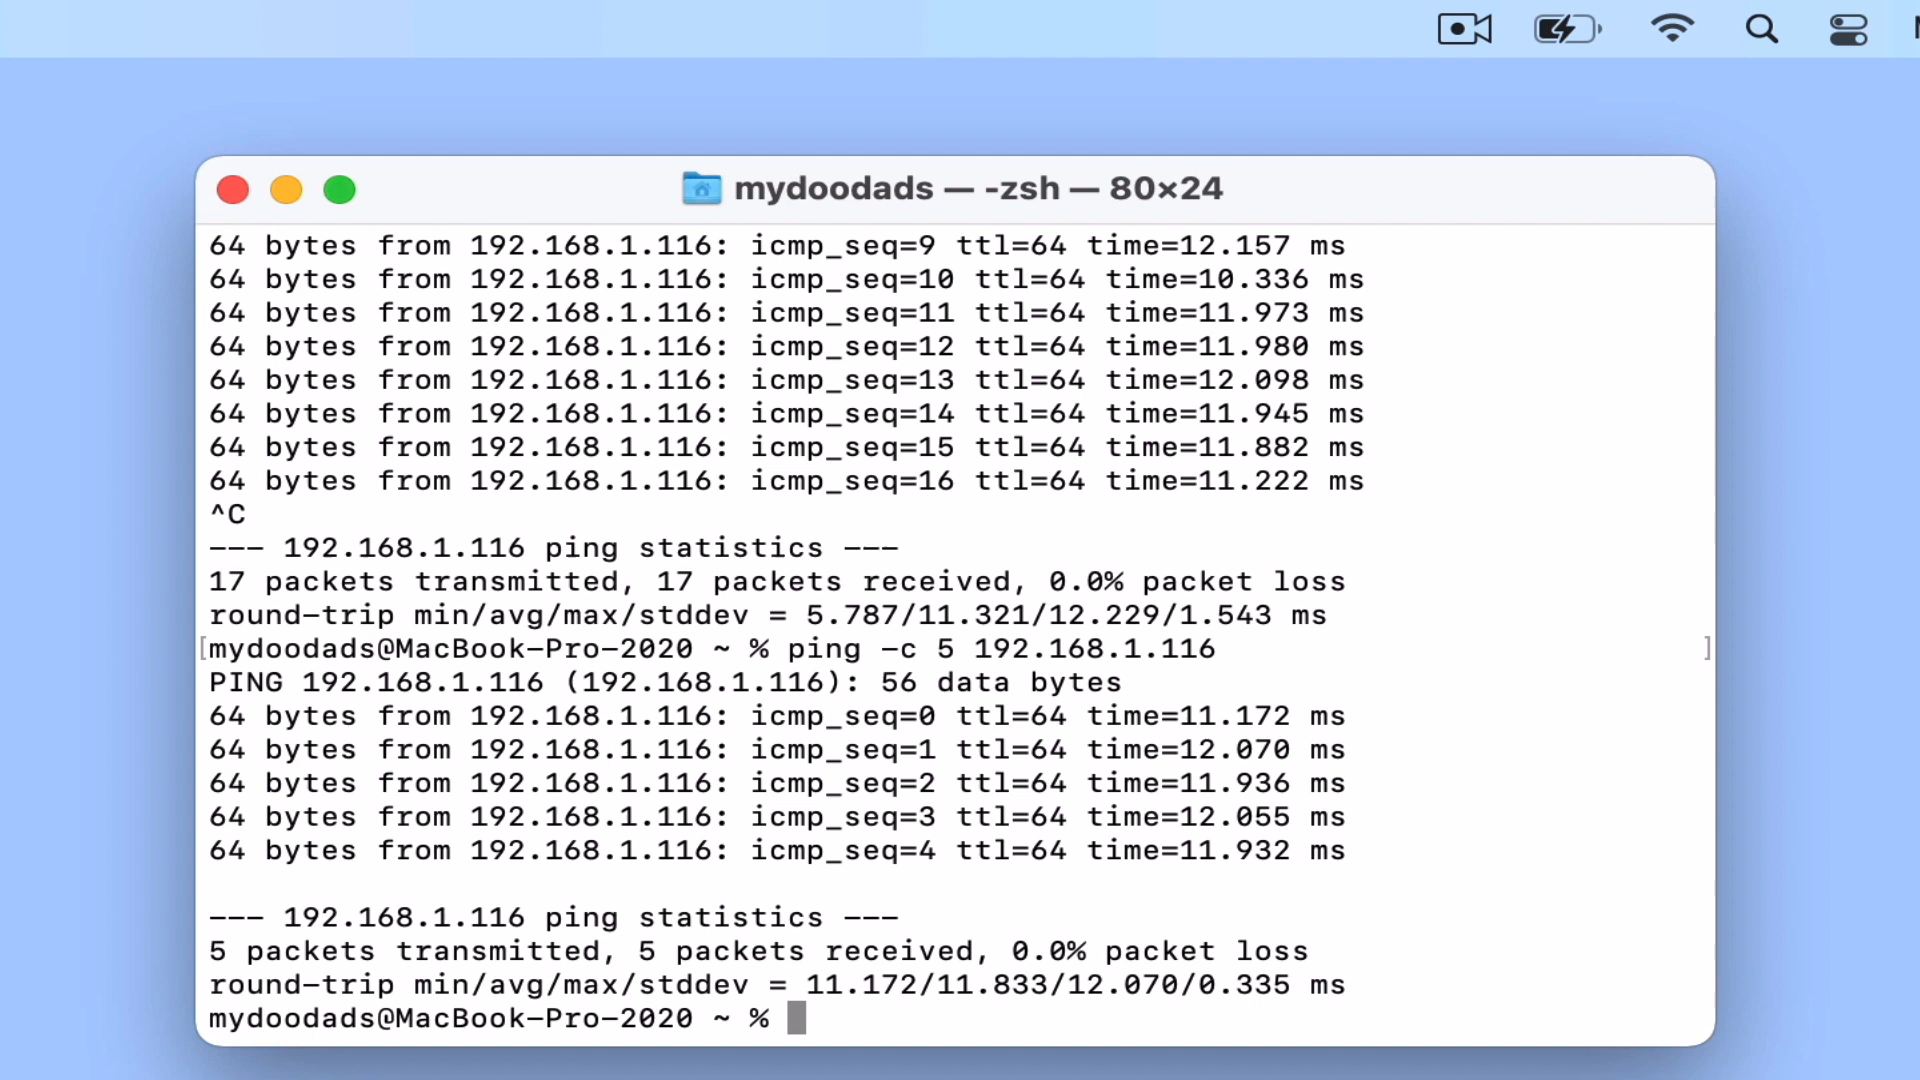 mydoodads — -zsh — 80×24
64 bytes from 192.168.1.116: icmp_seq=9 ttl=64 time=12.157 ms
64 bytes from 192.168.1.116: icmp_seq=10 ttl=64 time=10.336 ms
64 bytes from 192.168.1.116: icmp_seq=11 ttl=64 time=11.973 ms
64 bytes from 192.168.1.116: icmp_seq=12 ttl=64 time=11.980 ms
64 bytes from 192.168.1.116: icmp_seq=13 ttl=64 time=12.098 ms
64 bytes from 192.168.1.116: icmp_seq=14 ttl=64 time=11.945 ms
64 bytes from 192.168.1.116: icmp_seq=15 ttl=64 time=11.882 ms
64 bytes from 192.168.1.116: icmp_seq=16 ttl=64 time=11.222 ms
^C
--- 192.168.1.116 ping statistics ---
17 packets transmitted, 17 packets received, 0.0% packet loss
round-trip min/avg/max/stddev = 5.787/11.321/12.229/1.543 ms
[mydoodads@MacBook-Pro-2020 ~ % ping -c 5 192.168.1.116 ]
PING 192.168.1.116 (192.168.1.116): 56 data bytes
64 bytes from 192.168.1.116: icmp_seq=0 ttl=64 time=11.172 ms
64 bytes from 192.168.1.116: icmp_seq=1 ttl=64 time=12.070 ms
64 bytes from 192.168.1.116: icmp_seq=2 ttl=64 time=11.936 ms
64 bytes from 192.168.1.116: icmp_seq=3 ttl=64 time=12.055 ms
64 bytes from 192.168.1.116: icmp_seq=4 ttl=64 time=11.932 ms
--- 192.168.1.116 ping statistics ---
5 packets transmitted, 5 packets received, 0.0% packet loss
round-trip min/avg/max/stddev = 11.172/11.833/12.070/0.335 ms
mydoodads@MacBook-Pro-2020 ~ %